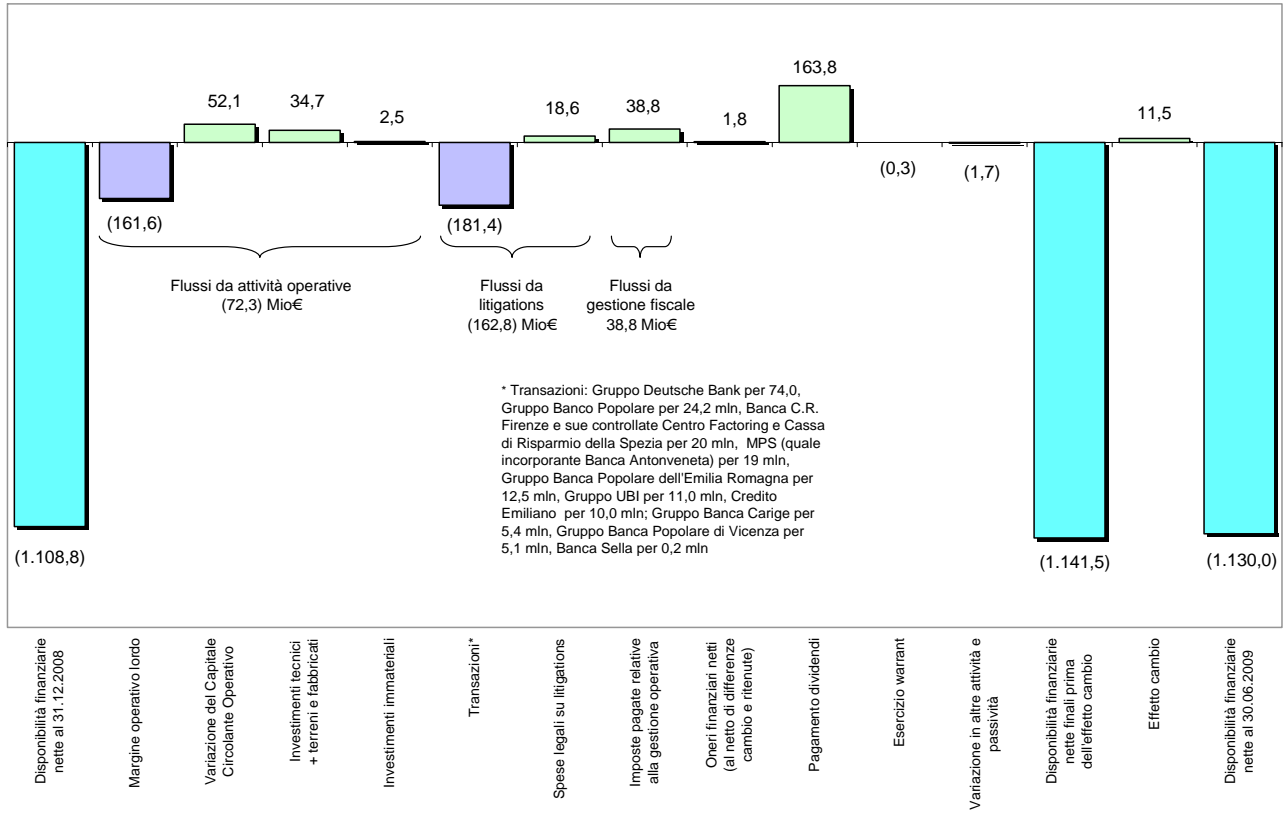 163,8
52,1
34,7
2,5
18,6
38,8
1,8
11,5
(0,3)
(1,7)
(161,6)
(181,4)
Flussi da attività operative
(72,3) Mio€
Flussi da
litigations
(162,8) Mio€
Flussi da
gestione fiscale
38,8 Mio€
* Transazioni: Gruppo Deutsche Bank per 74,0,
Gruppo Banco Popolare per 24,2 mln, Banca C.R.
Firenze e sue controllate Centro Factoring e Cassa
di Risparmio della Spezia per 20 mln, MPS (quale
incorporante Banca Antonveneta) per 19 mln,
Gruppo Banca Popolare dell'Emilia Romagna per
12,5 mln, Gruppo UBI per 11,0 mln, Credito
Emiliano per 10,0 mln; Gruppo Banca Carige per
5,4 mln, Gruppo Banca Popolare di Vicenza per
5,1 mln, Banca Sella per 0,2 mln
(1.108,8)
(1.141,5)
(1.130,0)
Disponibilità finanziarie
nette al 31.12.2008
Margine operativo lordo
Variazione del Capitale
Circolante Operativo
Investimenti tecnici
+ terreni e fabbricati
Investimenti immateriali
Transazioni*
Spese legali su litigations
Imposte pagate relative
alla gestione operativa
Oneri finanziari netti
(al netto di differenze
cambio e ritenute)
Pagamento dividendi
Esercizio warrant
Variazione in altre attività e
passività
Disponibilità finanziarie
nette finali prima
dell'effetto cambio
Effetto cambio
Disponibilità finanziarie
nette al 30.06.2009